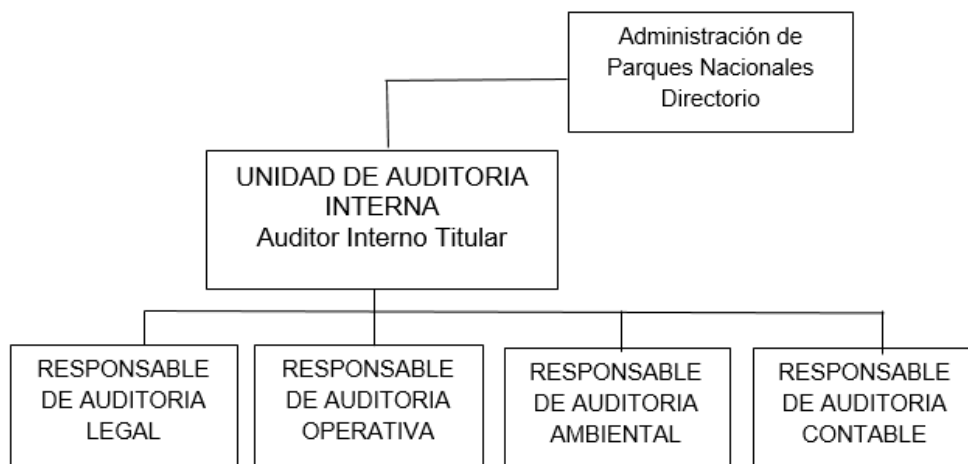 Administración de
Parques Nacionales
Directorio
UNIDAD DE AUDITORIA
INTERNA
Auditor Interno Titular
RESPONSABLE
DE AUDITORIA
LEGAL
RESPONSABLE
DE AUDITORIA
OPERATIVA
RESPONSABLE
DE AUDITORIA
AMBIENTAL
RESPONSABLE
DE AUDITORIA
CONTABLE